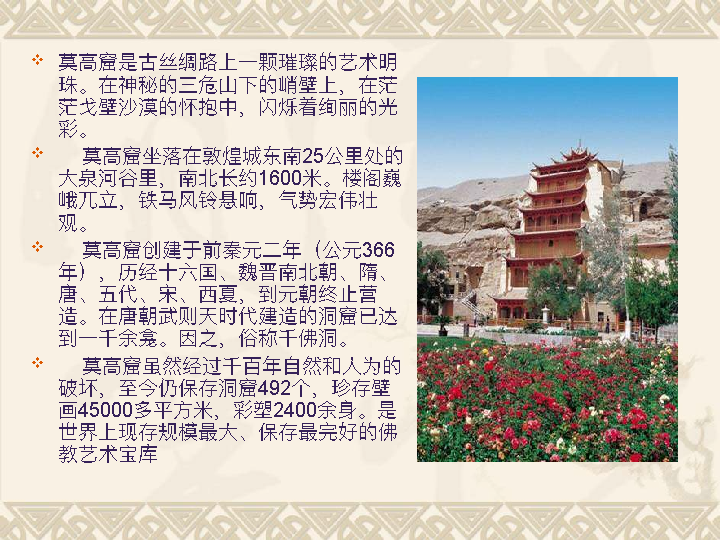 莫高窟是古丝绸路上一颗璀璨的艺术明
珠。在神秘的三危山下的峭壁上，在茫
茫戈壁沙漠的怀抱中，闪烁着绚丽的光
彩。
莫高窟坐落在敦煌城东南25公里处的
大泉河谷里，南北长约1600米。楼阁巍
峨兀立，铁马风铃悬响，气势宏伟壮
观。
莫高窟创建于前秦元二年（公元366
年），历经十六国、魏晋南北朝、隋、
唐、五代、宋、西夏，到元朝终止营
造。在唐朝武则天时代建造的洞窟已达
到一千余龛。因之，俗称千佛洞。
莫高窟虽然经过千百年自然和人为的
破坏，至今仍保存洞窟492个，珍存壁
画45000多平方米，彩塑2400余身。是
世界上现存规模最大、保存最完好的佛
教艺术宝库